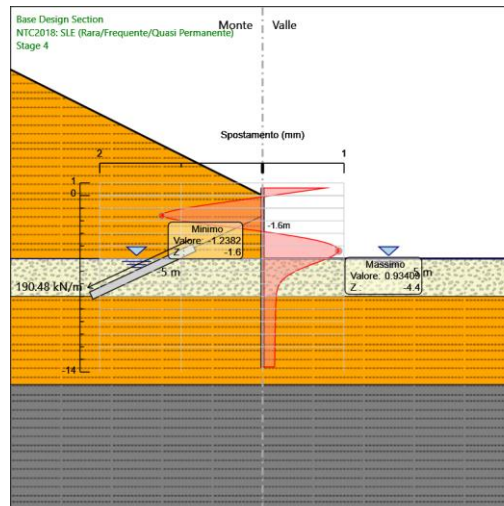 Base Design Section
NTC2018: SLE (Rara/Frequente/Quasi Permanente)
Stage 4
Monte Valle
Spostamento (mm)
2 1
1
0
-1.6m
Minimo
Valore: -1.2382
Z -1.6
Massimo
Valore: 0.93409
Z -4.4
5 m
5 m
190.48 kN/m
-14